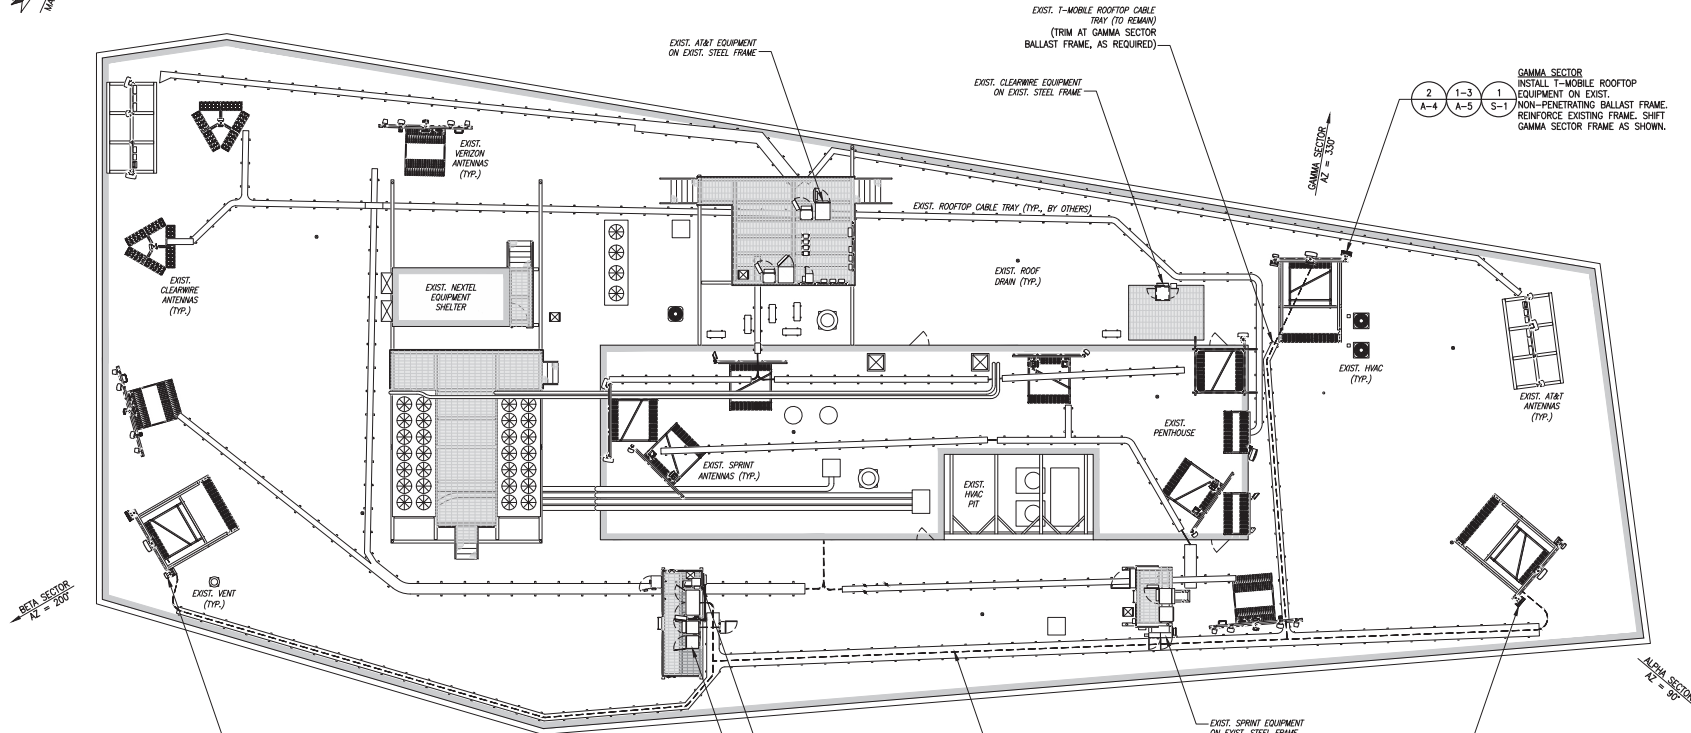 MA
EXIST. T-MOBILE ROOFTOP CABLE
TRAY (TO REMAIN)
(TRIM AT GAMMA SECTOR
BALLAST FRAME, AS REQUIRED)
EXIST. AT&T EQUIPMENT
ON EXIST. STEEL FRAME
EXIST. CLEARWIRE EQUIPMENT
ON EXIST. STEEL FRAME
2
A-4
1-3
A-5
1
S-1
GAMMA SECTOR
INSTALL T-MOBILE ROOFTOP
EQUIPMENT ON EXIST.
NON-PENETRATING BALLAST FRAME.
REINFORCE EXISTING FRAME. SHIFT
GAMMA SECTOR FRAME AS SHOWN.
GAMMA SECTOR
AZ = 330°
EXIST.
VERIZON
ANTENNAS
(TYP.)
EXIST. ROOFTOP CABLE TRAY (TYP., BY OTHERS)
EXIST.
CLEARWIRE
ANTENNAS
(TYP.)
EXIST. NEXTEL
EQUIPMENT
SHELTER
EXIST. ROOF
DRAIN (TYP.)
EXIST. HVAC
(TYP.)
EXIST. AT&T
ANTENNAS
(TYP.)
EXIST.
PENTHOUSE
EXIST. SPRINT
ANTENNAS (TYP.)
EXIST.
HVAC
PIT
EXIST. VENT
(TYP.)
BETA SECTOR
AZ = 200°
ALPHA SECTOR
AZ = 90°
EXIST. SPRINT EQUIPMENT
ON EXIST. STEEL FRAME